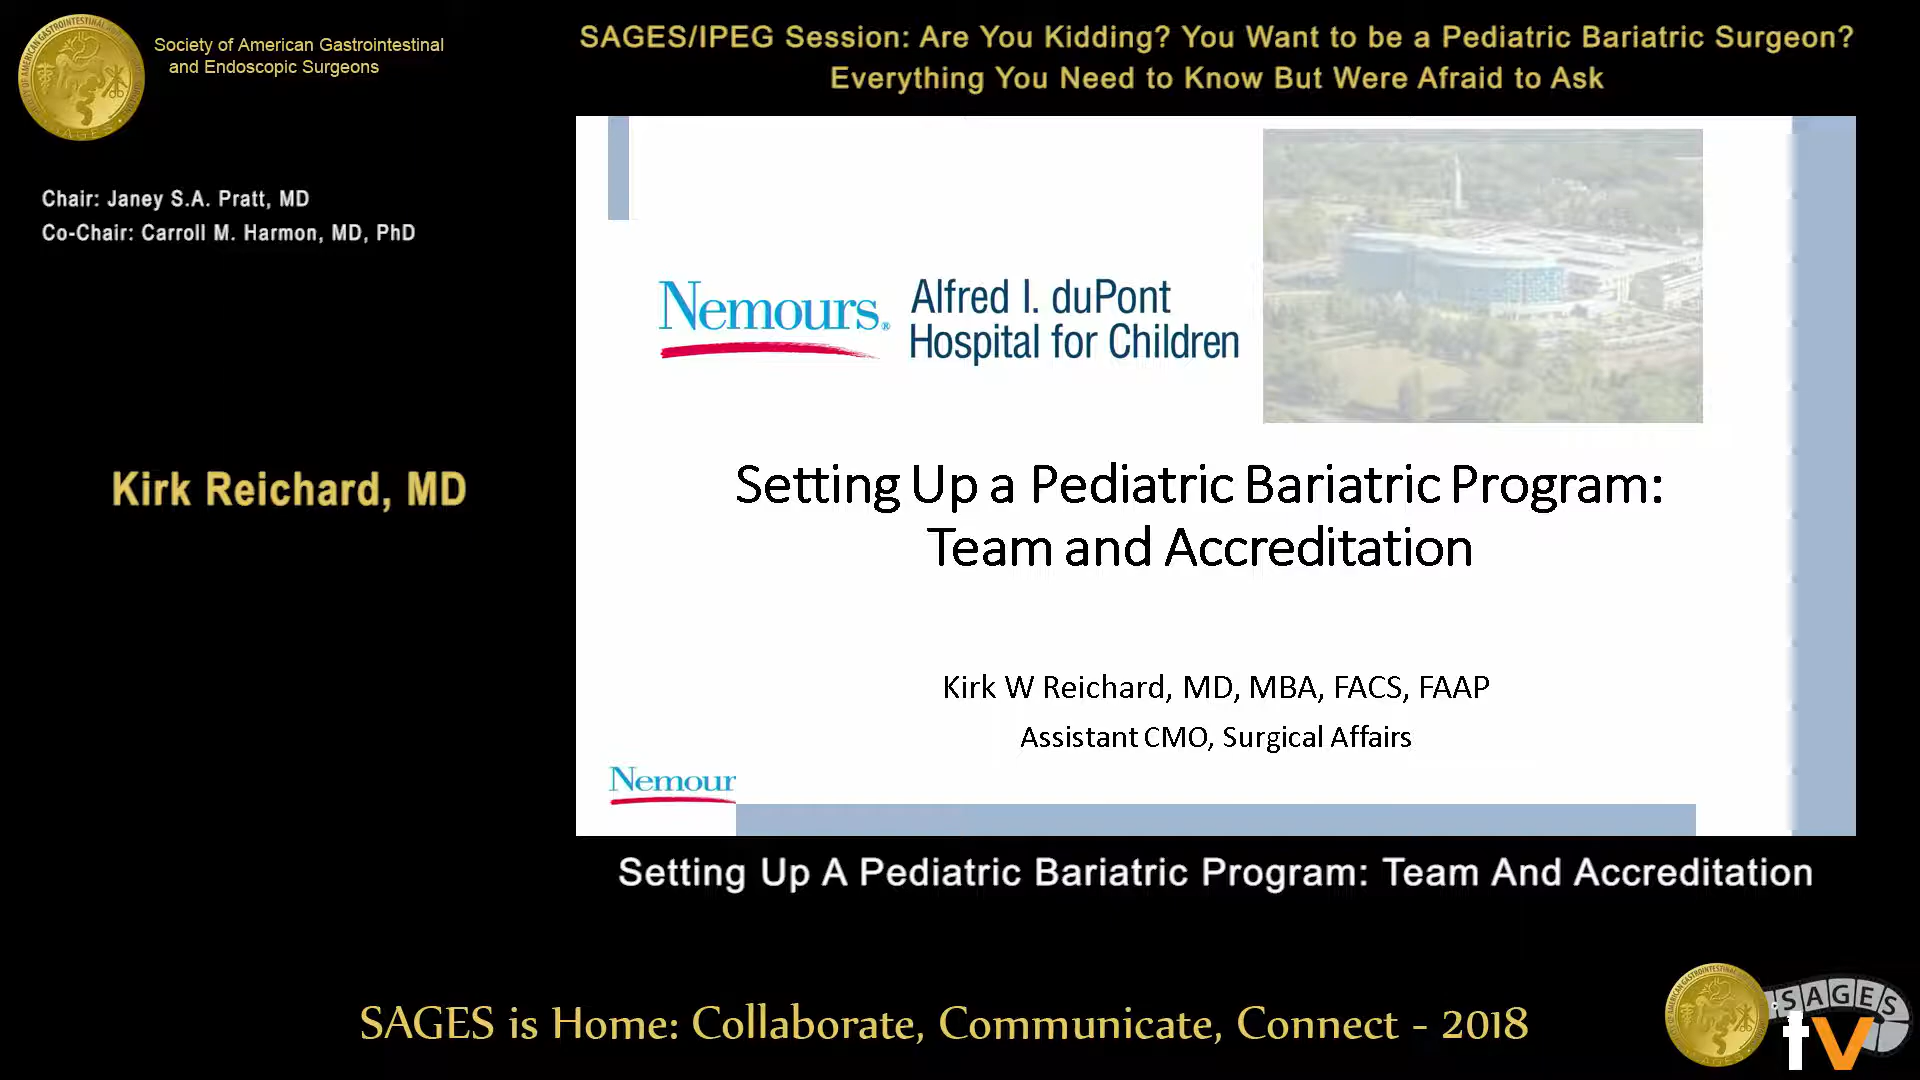 Society of American Gastrointestinal
and Endoscopic Surgeons
SAGES/IPEG Session: Are You Kidding? You Want to be a Pediatric Bariatric Surgeon?
Everything You Need to Know But Were Afraid to Ask
Chair: Janey S.A. Pratt, MD
Co-Chair: Carroll M. Harmon, MD, PhD
Kirk Reichard, MD
Nemours®
Alfred I. duPont
Hospital for Children
Setting Up a Pediatric Bariatric Program:
Team and Accreditation
Kirk W Reichard, MD, MBA, FACS, FAAP
Assistant CMO, Surgical Affairs
Nemour
Setting Up A Pediatric Bariatric Program: Team And Accreditation
SAGES is Home: Collaborate, Communicate, Connect - 2018
SAGES
tv